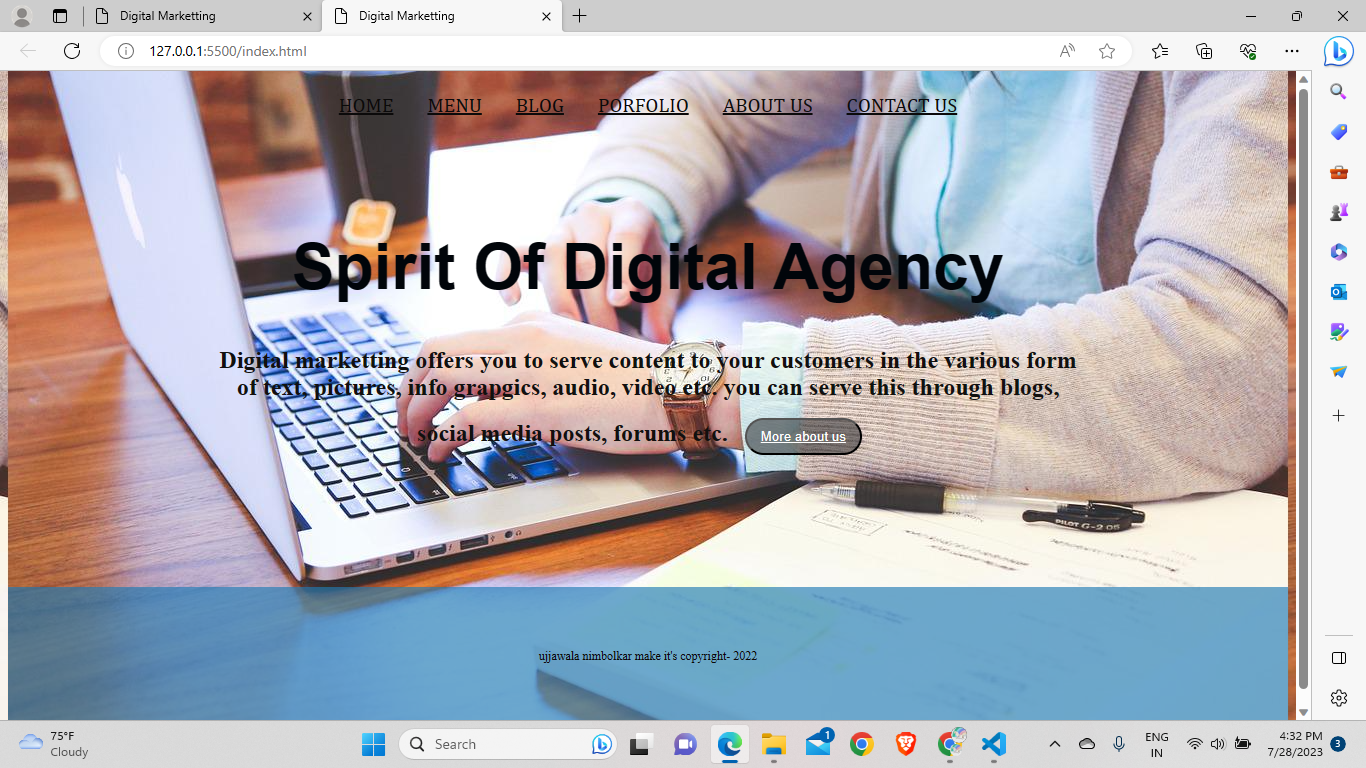 Digital Marketting
Digital Marketting
127.0.0.1:5500/index.html
HOME MENU BLOG PORFOLIO ABOUT US CONTACT US
Spirit Of Digital Agency
Digital marketting offers you to serve content to your customers in the various form
of text, pictures, info grapgics, audio, video etc. you can serve this through blogs,
social media posts, forums etc. More about us
PILOT G-2 05
ujjawala nimbolkar make it's copyright- 2022
75°F
Cloudy
Search
1
ENG
IN
4:32 PM
7/28/2023
3